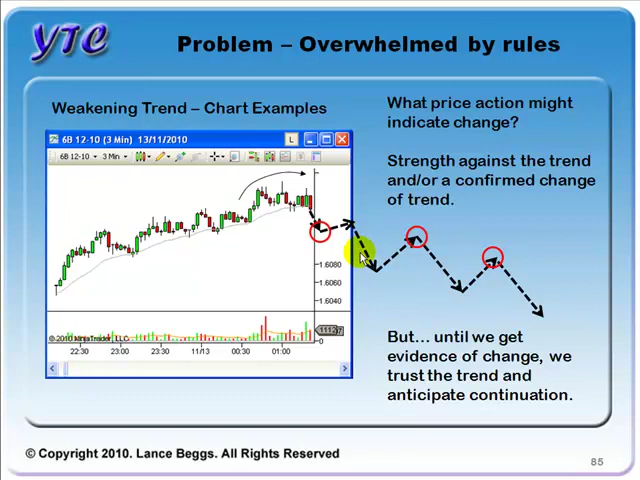 YTC
Problem – Overwhelmed by rules
Weakening Trend – Chart Examples
6B 12-10 (3 Min) 13/11/2010
L
6B 12-10
3 Min
1.6080
1.6060
1.6040
0
© 2010 NinjaTrader, LLC
22:30
23:00
23:30
11/13
00:30
01:00
What price action might
indicate change?
Strength against the trend
and/or a confirmed change
of trend.
But… until we get
evidence of change, we
trust the trend and
anticipate continuation.
© Copyright 2010. Lance Beggs. All Rights Reserved
85